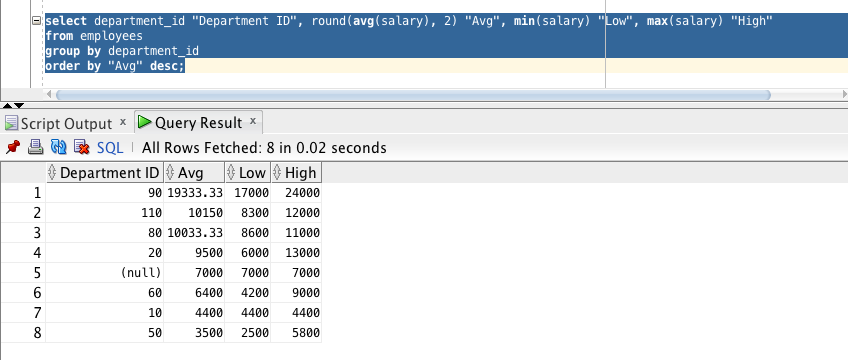 select department_id "Department ID", round(avg(salary), 2) "Avg", min(salary) "Low", max(salary) "High"
from employees
group by department_id
order by "Avg" desc;
Script Output x Query Result x
SQL All Rows Fetched: 8 in 0.02 seconds
Department ID Avg Low High
1 90 19333.33 17000 24000
2 110 10150 8300 12000
3 80 10033.33 8600 11000
4 20 9500 6000 13000
5 (null) 7000 7000 7000
6 60 6400 4200 9000
7 10 4400 4400 4400
8 50 3500 2500 5800